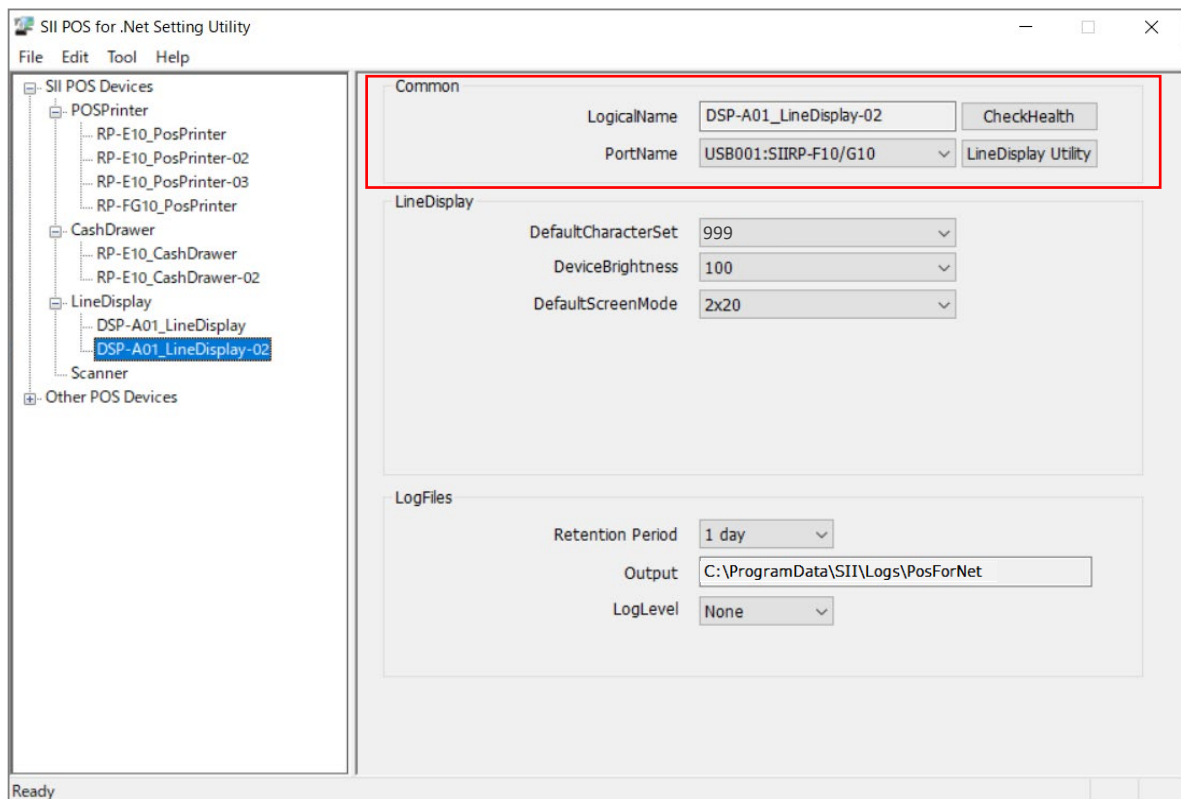 SII POS for .Net Setting Utility
File Edit Tool Help
SII POS Devices
POSPrinter
RP-E10_PosPrinter
RP-E10_PosPrinter-02
RP-E10_PosPrinter-03
RP-FG10_PosPrinter
CashDrawer
RP-E10_CashDrawer
RP-E10_CashDrawer-02
LineDisplay
DSP-A01_LineDisplay
DSP-A01_LineDisplay-02
Scanner
Other POS Devices
Common
LogicalName DSP-A01_LineDisplay-02 CheckHealth
PortName USB001:SIIRP-F10/G10 LineDisplay Utility
LineDisplay
DefaultCharacterSet 999
DeviceBrightness 100
DefaultScreenMode 2x20
LogFiles
Retention Period 1 day
Output C:\ProgramData\SII\Logs\PosForNet
LogLevel None
Ready